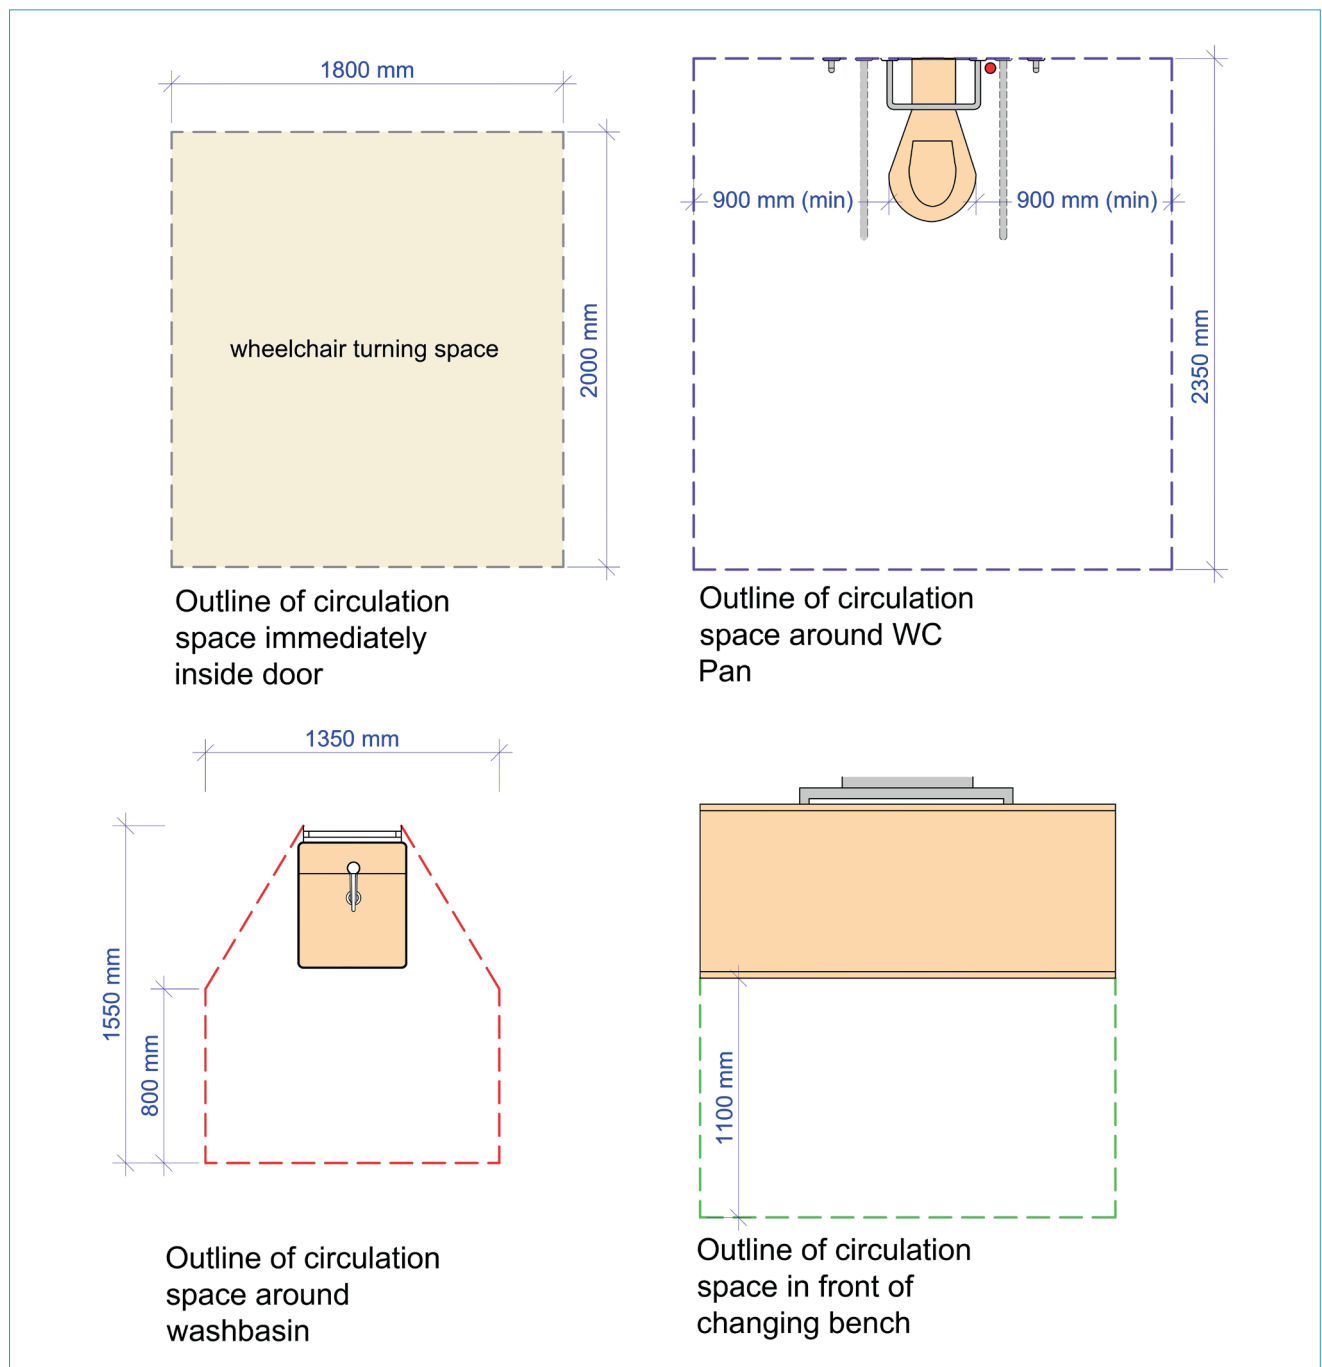 1800 mm
wheelchair turning space
2000 mm
Outline of circulation
space immediately
inside door
900 mm (min)
900 mm (min)
2350 mm
Outline of circulation
space around WC
Pan
1350 mm
1550 mm
800 mm
Outline of circulation
space around
washbasin
1100 mm
Outline of circulation
space in front of
changing bench